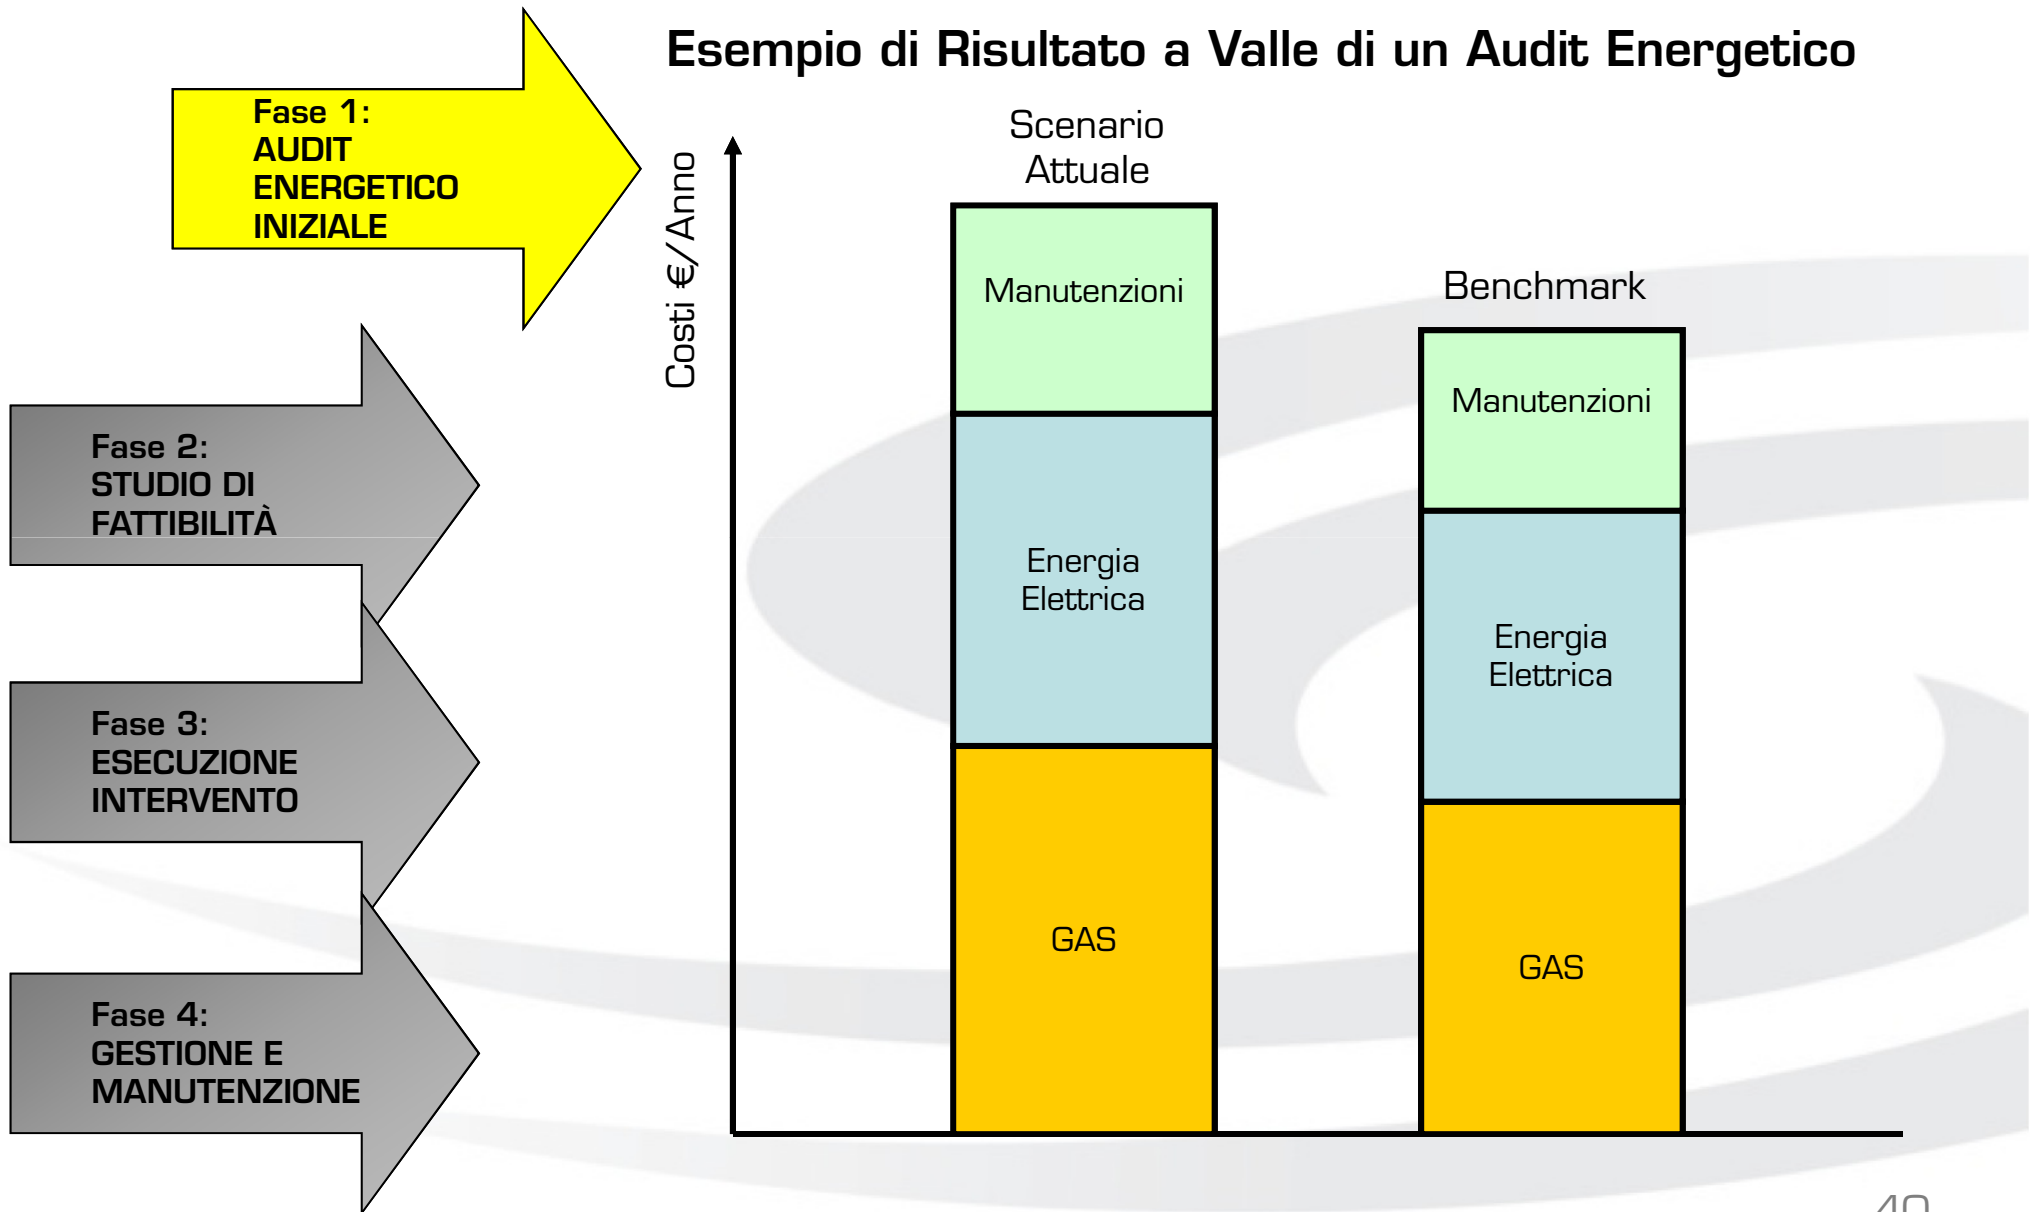 Esempio di Risultato a Valle di un Audit Energetico
Fase 1:
AUDIT
ENERGETICO
INIZIALE
Fase 2:
STUDIO DI
FATTIBILITÀ
Fase 3:
ESECUZIONE
INTERVENTO
Fase 4:
GESTIONE E
MANUTENZIONE
Costi €/Anno
Scenario
Attuale
Manutenzioni
Energia
Elettrica
GAS
Benchmark
Manutenzioni
Energia
Elettrica
GAS
40